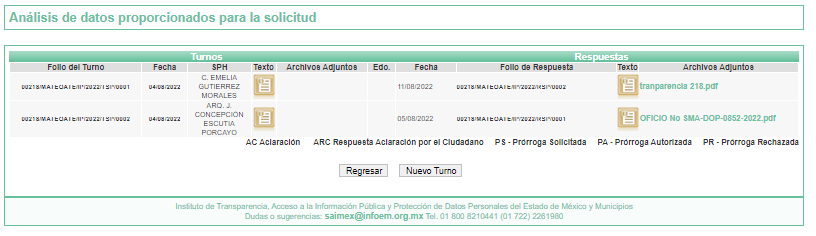 Análisis de datos proporcionados para la solicitud
Turnos Respuestas
Folio del Turno Fecha SPH Texto Archivos Adjuntos Edo. Fecha Folio de Respuesta Texto Archivos Adjuntos
00218/MATEOATE/IP/2022/TSP/0001 04/08/2022 C. EMELIA GUTIERREZ MORALES 11/08/2022 00218/MATEOATE/IP/2022/RSP/0002 tranparencia 218.pdf
00218/MATEOATE/IP/2022/TSP/0002 04/08/2022 ARQ. J. CONCEPCIÓN ESCUTIA PORCAYO 05/08/2022 00218/MATEOATE/IP/2022/RSP/0001 OFICIO No SMA-DOP-0852-2022.pdf
AC Aclaración ARC Respuesta Aclaración por el Ciudadano PS - Prórroga Solicitada PA - Prórroga Autorizada PR - Prórroga Rechazada
Regresar Nuevo Turno
Instituto de Transparencia, Acceso a la Información Pública y Protección de Datos Personales del Estado de México y Municipios
Dudas o sugerencias: saimex@infoem.org.mx Tel. 01 800 8210441 (01 722) 2261980